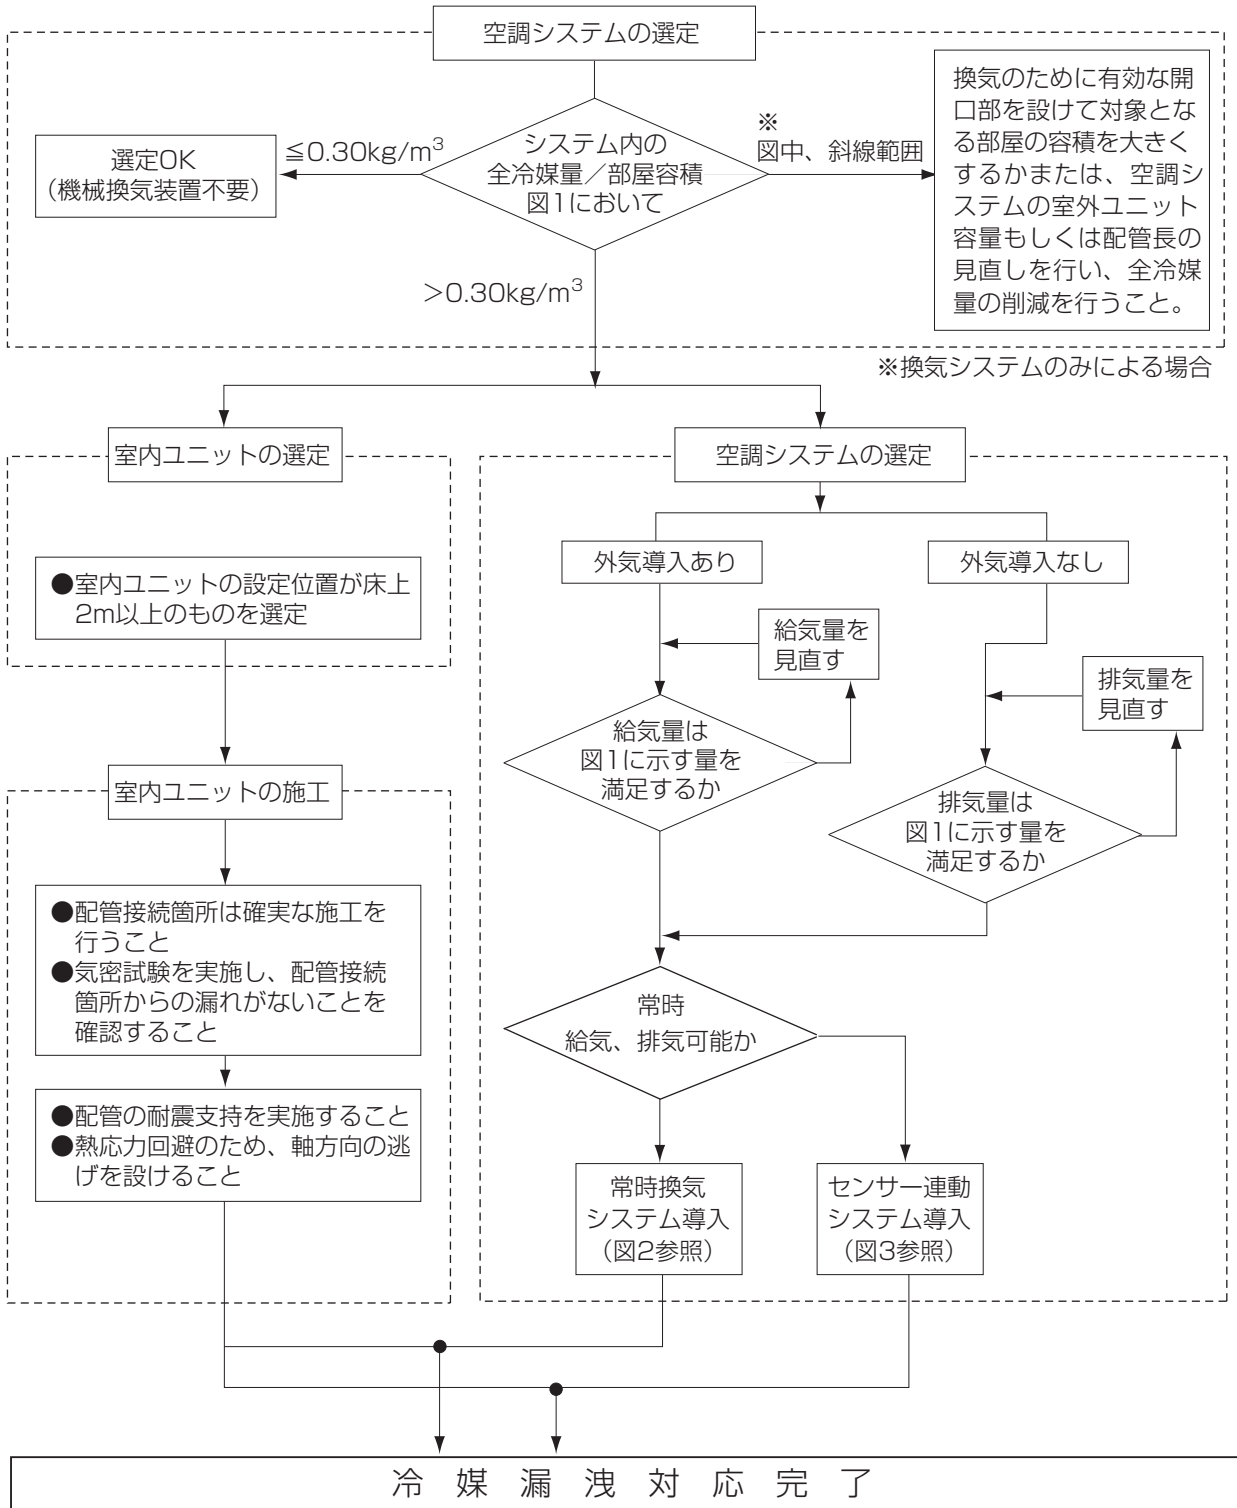 空調システムの選定
システム内の
全冷媒量／部屋容積
図1において
≦0.30kg/m³
選定OK
（機械換気装置不要）
※
図中、斜線範囲
換気のために有効な開
口部を設けて対象とな
る部屋の容積を大きく
するかまたは、空調シ
ステムの室外ユニット
容量もしくは配管長の
見直しを行い、全冷媒
量の削減を行うこと。
＞0.30kg/m³
※換気システムのみによる場合
室内ユニットの選定
●室内ユニットの設定位置が床上
2m以上のものを選定
室内ユニットの施工
●配管接続箇所は確実な施工を
行うこと
●気密試験を実施し、配管接続
箇所からの漏れがないことを
確認すること
●配管の耐震支持を実施すること
●熱応力回避のため、軸方向の逃
げを設けること
空調システムの選定
外気導入あり
外気導入なし
給気量を
見直す
排気量を
見直す
給気量は
図1に示す量を
満足するか
排気量は
図1に示す量を
満足するか
常時
給気、排気可能か
常時換気
システム導入
（図2参照）
センサー連動
システム導入
（図3参照）
冷媒漏洩対応完了